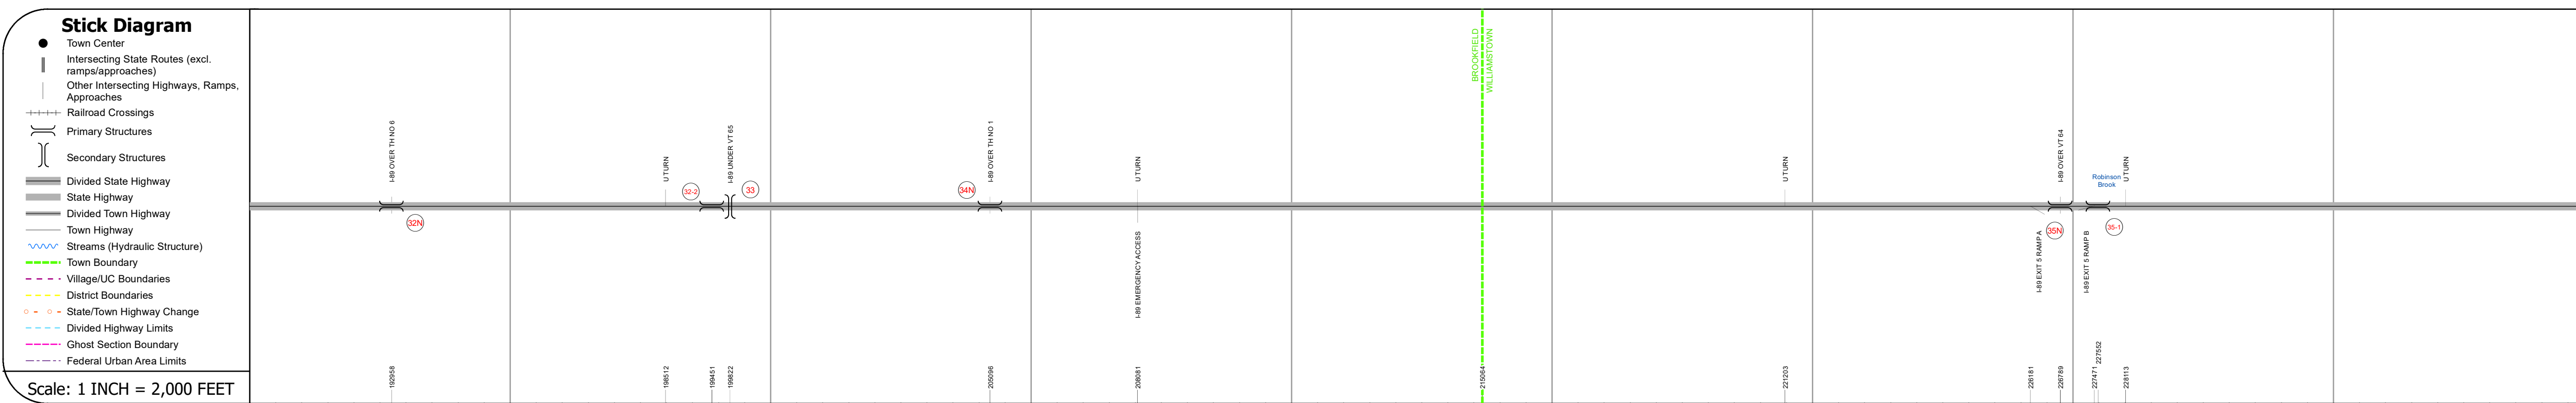 Stick Diagram
Town Center
Intersecting State Routes (excl.
ramps/approaches)
Other Intersecting Highways, Ramps,
Approaches
Railroad Crossings
Primary Structures
Secondary Structures
Divided State Highway
State Highway
Divided Town Highway
Town Highway
Streams (Hydraulic Structure)
Town Boundary
Village/UC Boundaries
District Boundaries
State/Town Highway Change
Divided Highway Limits
Ghost Section Boundary
Federal Urban Area Limits
Scale: 1 INCH = 2,000 FEET
I-89 OVER TH NO 6
32N
192958
U TURN
198512
32-2
199451
I-89 UNDER VT 65
33
199822
34N
I-89 OVER TH NO 1
205096
U TURN
I-89 EMERGENCY ACCESS
208081
BROOKFIELD
WILLIAMSTOWN
215064
U TURN
221203
I-89 EXIT 5 RAMP A
226181
I-89 OVER VT 64
35N
226789
I-89 EXIT 5 RAMP B
227471
227552
Robinson
Brook
35-1
U TURN
228113